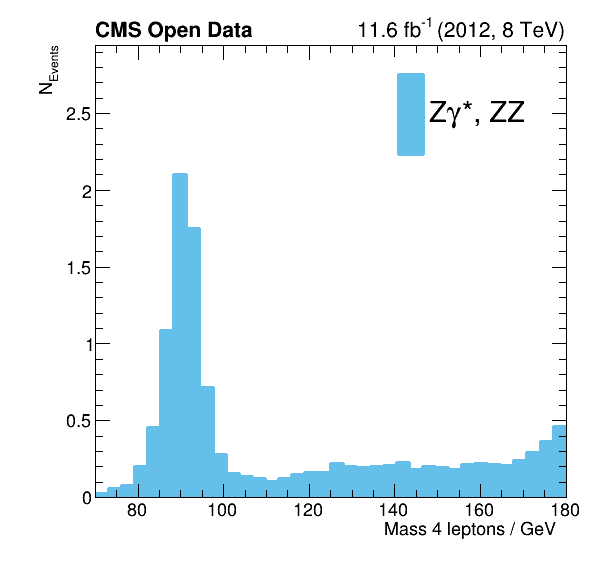 CMS Open Data 11.6 fb⁻¹ (2012, 8 TeV)
N_Events
Zγ*, ZZ
2.5
2
1.5
1
0.5
0
80 100 120 140 160 180
Mass 4 leptons / GeV